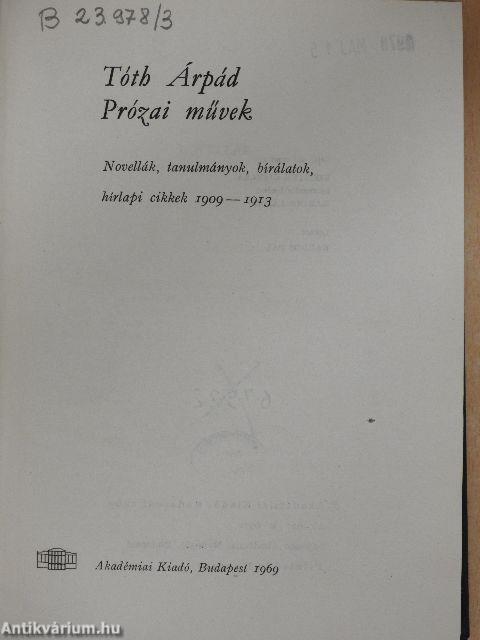 B 23.978/3
Tóth Árpád
Prózai művek
Novellák, tanulmányok, bírálatok,
hírlapi cikkek 1909—1913
Akadémiai Kiadó, Budapest 1969
Antikvárium.hu